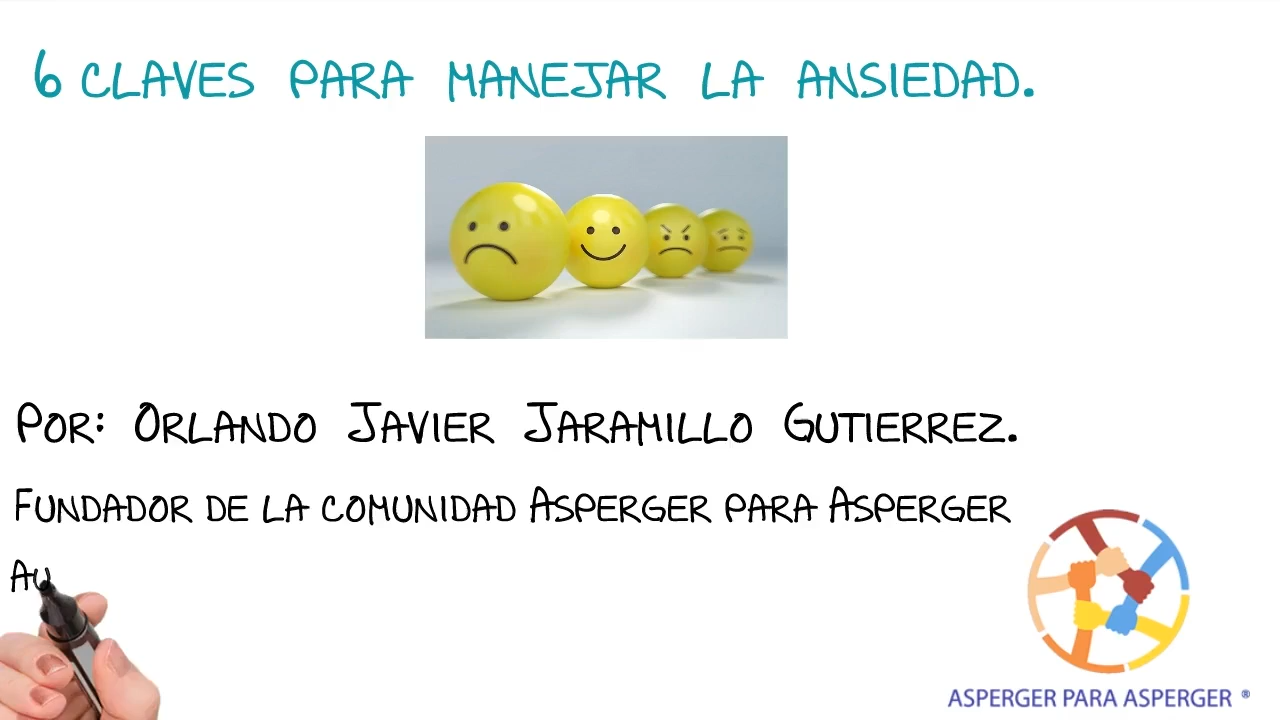 6 CLAVES PARA MANEJAR LA ANSIEDAD.
POR: ORLANDO JAVIER JARAMILLO GUTIERREZ.
FUNDADOR DE LA COMUNIDAD ASPERGER PARA ASPERGER
AU
ASPERGER PARA ASPERGER ®